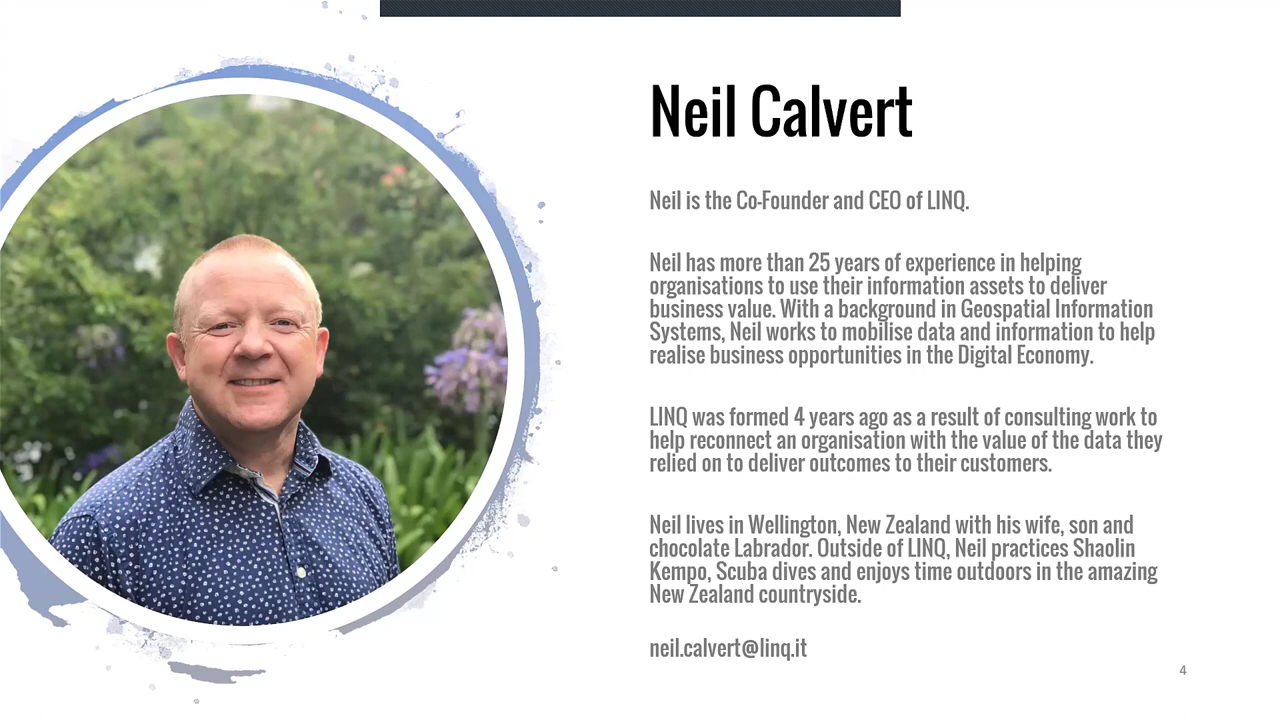 Neil Calvert
Neil is the Co-Founder and CEO of LINQ.
Neil has more than 25 years of experience in helping
organisations to use their information assets to deliver
business value. With a background in Geospatial Information
Systems, Neil works to mobilise data and information to help
realise business opportunities in the Digital Economy.
LINQ was formed 4 years ago as a result of consulting work to
help reconnect an organisation with the value of the data they
relied on to deliver outcomes to their customers.
Neil lives in Wellington, New Zealand with his wife, son and
chocolate Labrador. Outside of LINQ, Neil practices Shaolin
Kempo, Scuba dives and enjoys time outdoors in the amazing
New Zealand countryside.
neil.calvert@linq.it
4